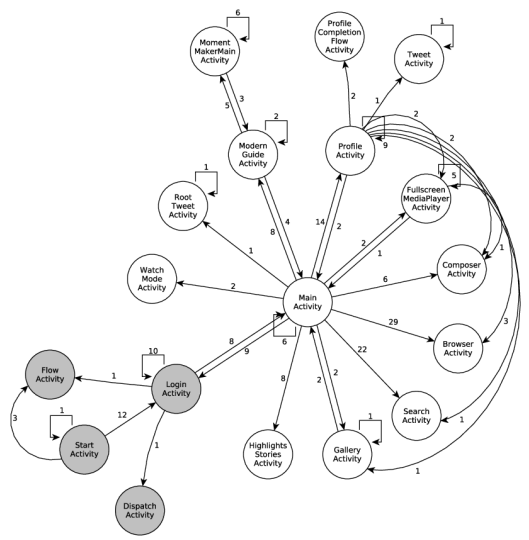 6
Moment
MakerMain
Activity
Profile
Completion
Flow
Activity
1
Tweet
Activity
3
5
2
2
1
2
2
Modern
Guide
Activity
Profile
Activity
9
5
1
Root
Tweet
Activity
Fullscreen
MediaPlayer
Activity
4
8
14
2
2
1
1
1
Watch
Mode
Activity
2
6
Composer
Activity
Main
Activity
29
3
8
9
6
22
Browser
Activity
10
Flow
Activity
1
Login
Activity
8
2
2
1
12
3
1
Search
Activity
1
Start
Activity
1
Highlights
Stories
Activity
Gallery
Activity
1
Dispatch
Activity